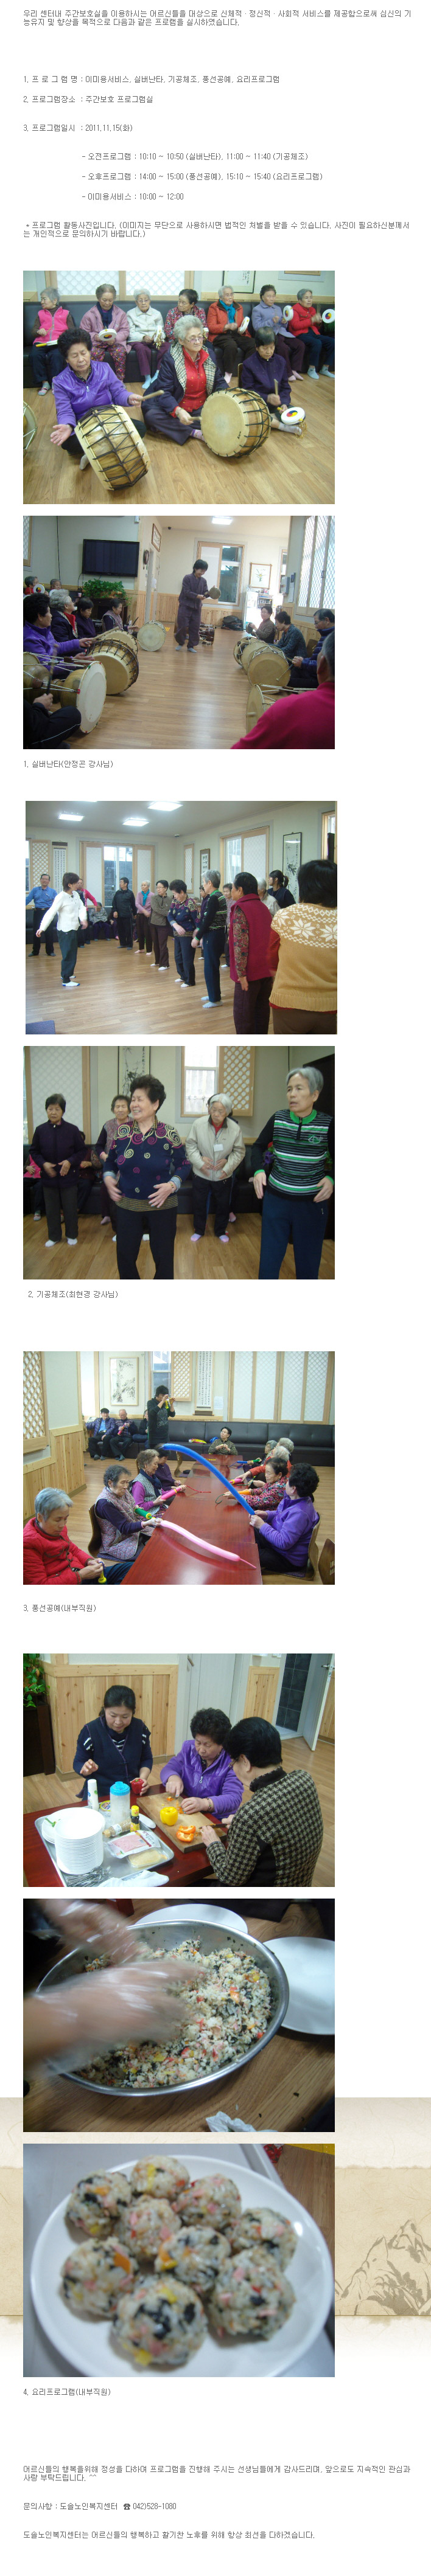 우리 센터내 주간보호실을 이용하시는 어르신들을 대상으로 신체적 · 정신적 · 사회적 서비스를 제공함으로써 심신의 기
능유지 및 향상을 목적으로 다음과 같은 프로렴을 실시하였습니다.
1. 프 로 그 램 명 : 이미용서비스, 실버난타, 기공체조, 풍선공예, 요리프로그램
2. 프로그램장소 : 주간보호 프로그램실
3. 프로그램일시 : 2011.11.15(화)
- 오전프로그램 : 10:10 ~ 10:50 (실버난타), 11:00 ~ 11:40 (기공체조)
- 오후프로그램 : 14:00 ~ 15:00 (풍선공예), 15:10 ~ 15:40 (요리프로그램)
- 이미용서비스 : 10:00 ~ 12:00
* 프로그램 활동사진입니다. (이미지는 무단으로 사용하시면 법적인 처벌을 받을 수 있습니다. 사진이 필요하신분께서
는 개인적으로 문의하시기 바랍니다.)
1. 실버난타(안정곤 강사님)
2. 기공체조(최현경 강사님)
3. 풍선공예(내부직원)
4. 요리프로그램(내부직원)
어르신들의 행복을위해 정성을 다하며 프로그램을 진행해 주시는 선생님들에게 감사드리며, 앞으로도 지속적인 관심과
사랑 부탁드립니다. ^^
문의사항 : 도솔노인복지센터 ☎ 042)528-1080
도솔노인복지센터는 어르신들의 행복하고 활기찬 노후를 위해 항상 최선을 다하겠습니다.